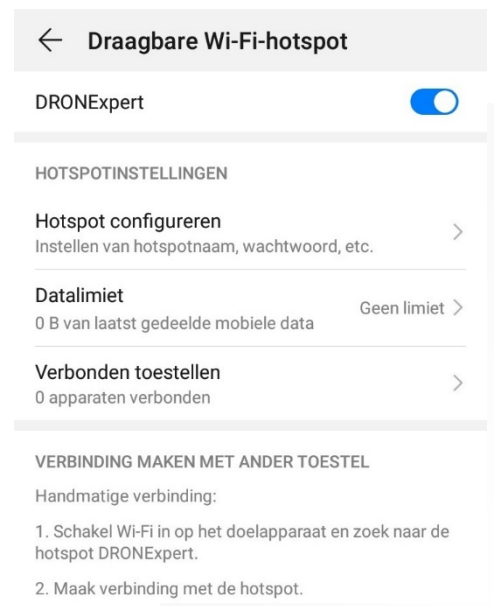 Draagbare Wi-Fi-hotspot
DRONExpert
HOTSPOTINSTELLINGEN
Hotspot configureren
Instellen van hotspotnaam, wachtwoord, etc.
Datalimiet
0 B van laatst gedeelde mobiele data
Geen limiet
Verbonden toestellen
0 apparaten verbonden
VERBINDING MAKEN MET ANDER TOESTEL
Handmatige verbinding:
1. Schakel Wi-Fi in op het doelapparaat en zoek naar de
hotspot DRONExpert.
2. Maak verbinding met de hotspot.